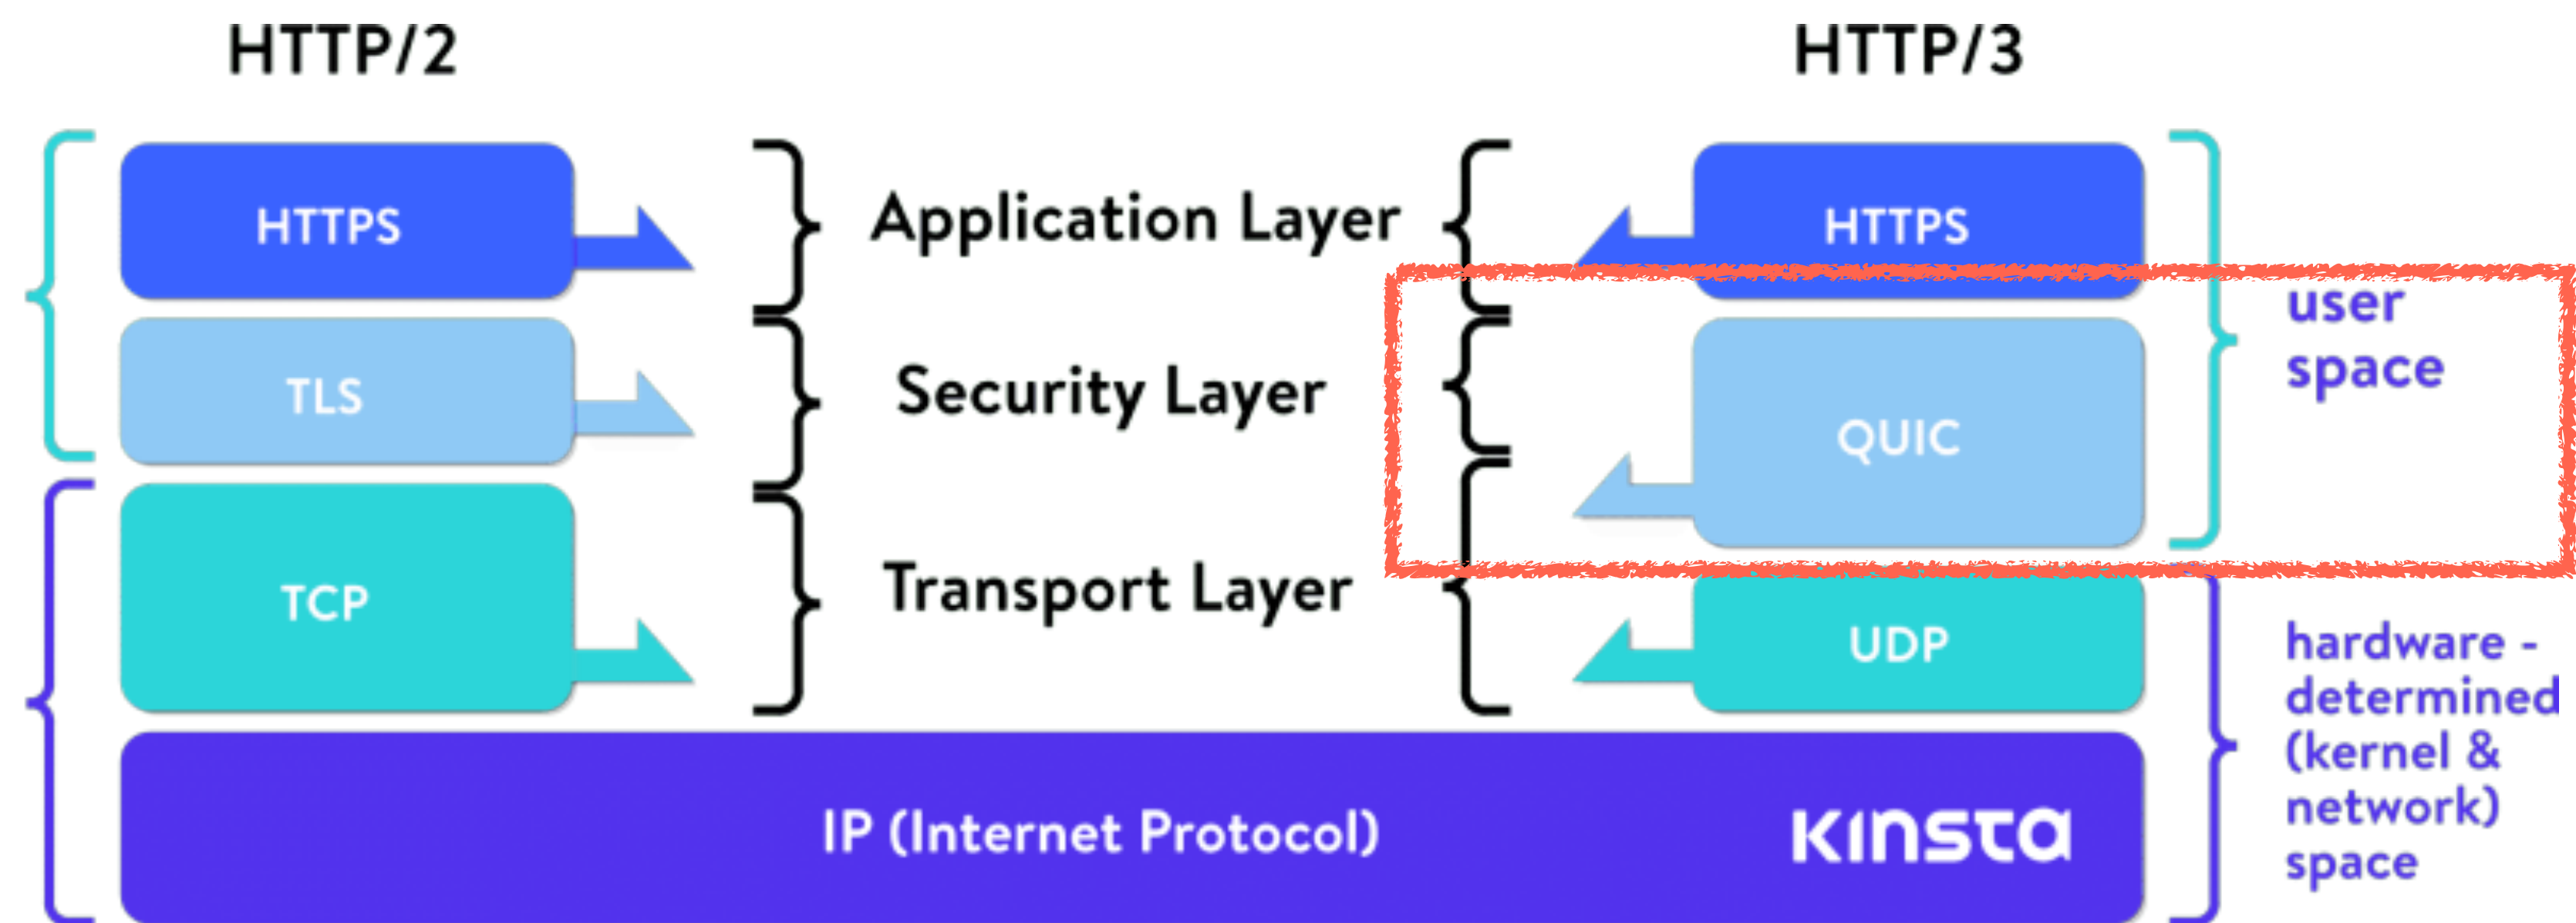 HTTP/2
HTTP/3
HTTPS
Application Layer
HTTPS
user
space
TLS
Security Layer
QUIC
TCP
Transport Layer
UDP
hardware -
determined
(kernel &
network)
space
IP (Internet Protocol)
KINSTA